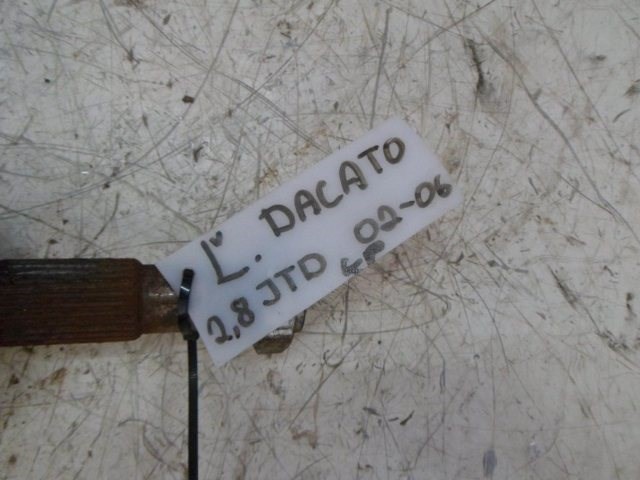 L. DACATO
2,8 JTD 02-06